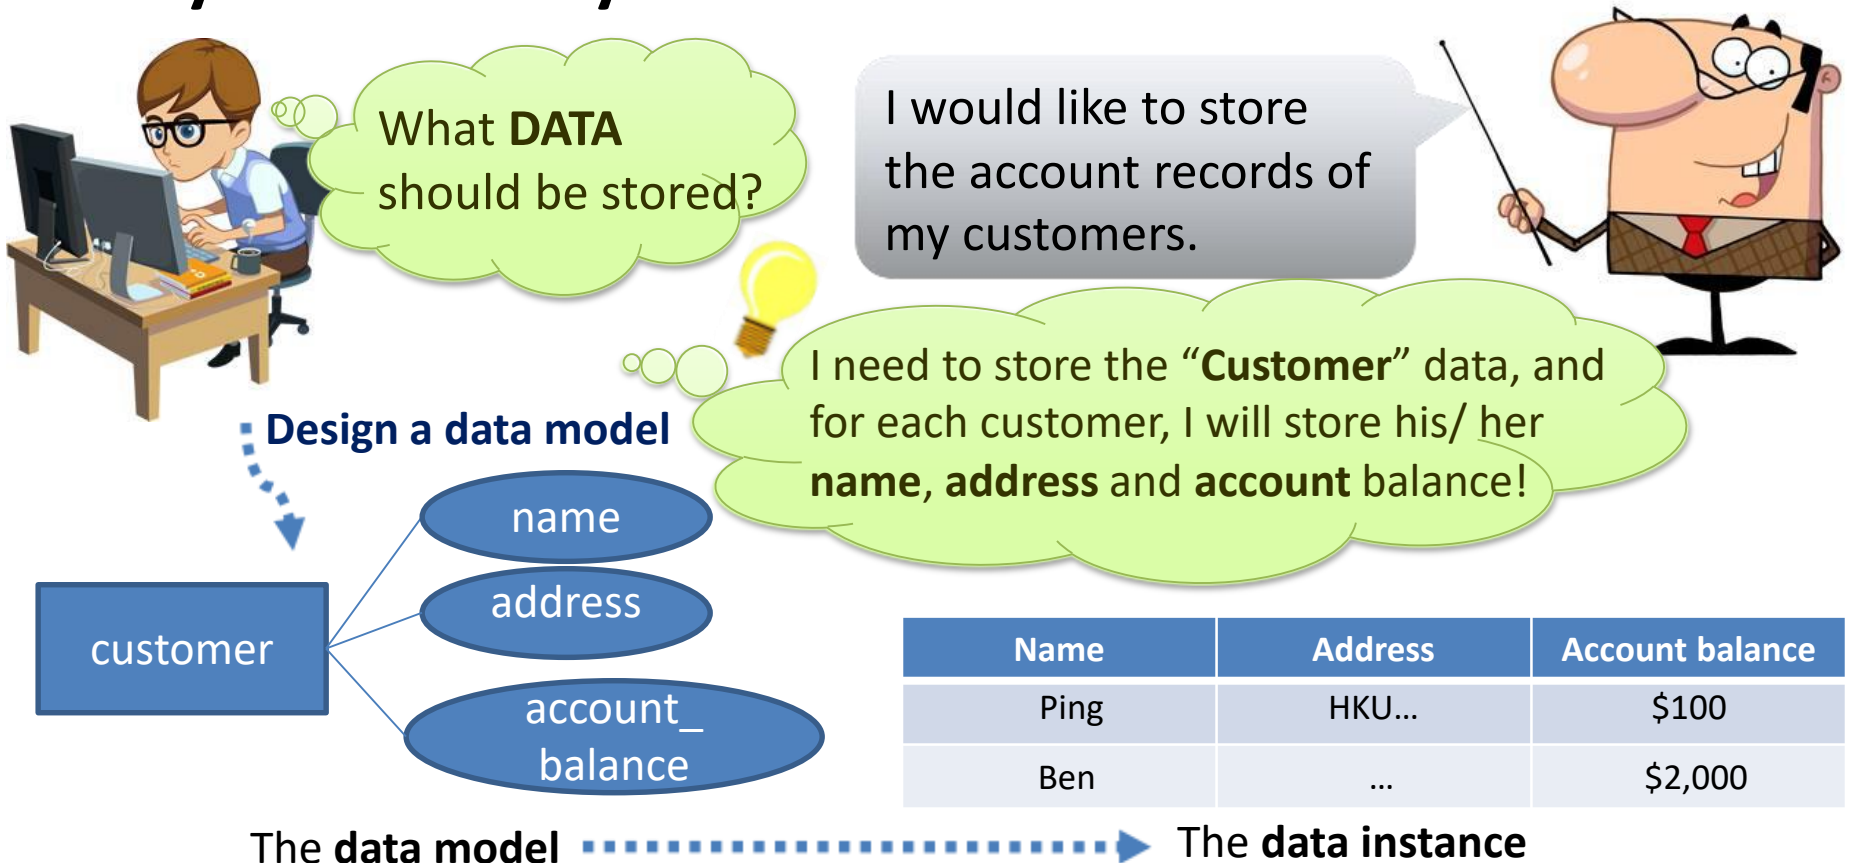 What DATA
should be stored?
I would like to store
the account records of
my customers.
I need to store the “Customer” data, and
for each customer, I will store his/ her
name, address and account balance!
Design a data model
customer
name
address
account_
balance
Name Address Account balance
Ping HKU... $100
Ben ... $2,000
The data model
The data instance